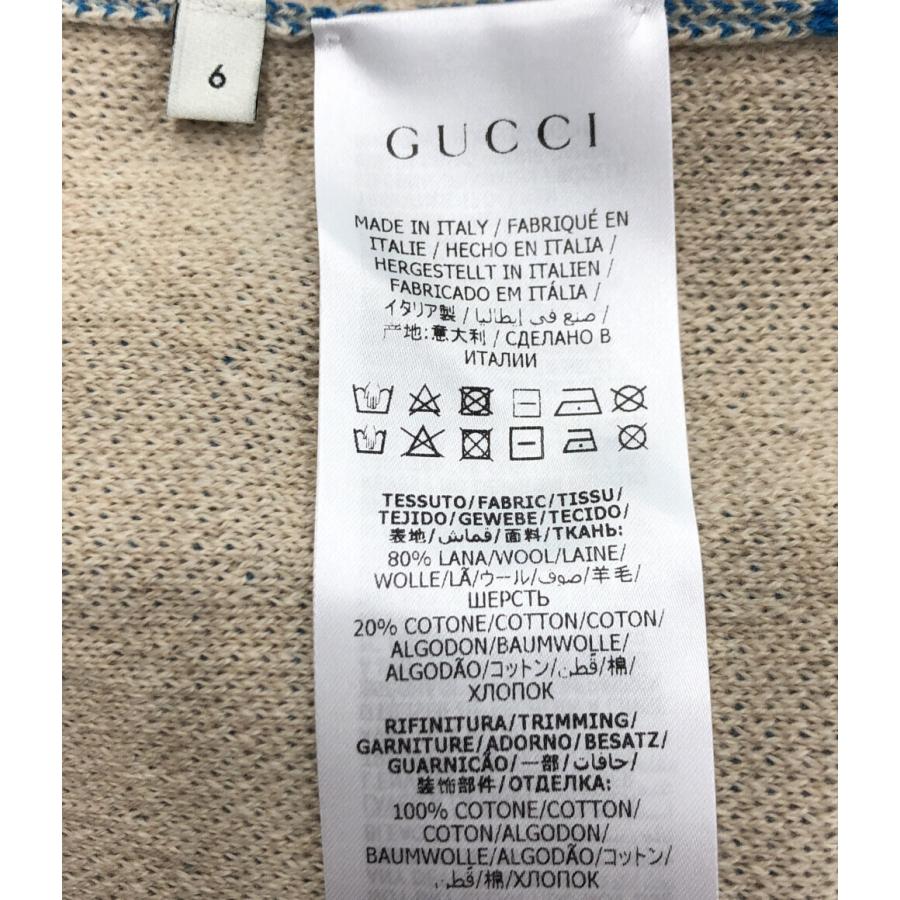 6
GUCCI
MADE IN ITALY / FABRIQUÉ EN
ITALIE / HECHO EN ITALIA /
HERGESTELLT IN ITALIEN /
FABRICADO EM ITÁLIA /
イタリア製 / صنع في إيطاليا /
产地:意大利 / СДЕЛАНО В
ИТАЛИИ
TESSUTO/FABRIC/TISSU/
TEJIDO/GEWEBE/TECIDO/
表地/قماش/面料/ТКАНЬ:
80% LANA/WOOL/LAINE/
WOLLE/LÃ/ウール/صوف/羊毛/
ШЕРСТЬ
20% COTONE/COTTON/COTON/
ALGODON/BAUMWOLLE/
ALGODÃO/コットン/قطن/棉/
ХЛОПОК
RIFINITURA/TRIMMING/
GARNITURE/ADORNO/BESATZ/
GUARNICÃO/一部/حافات/
装饰部件/ОТДЕЛКА:
100% COTONE/COTTON/
COTON/ALGODON/
BAUMWOLLE/ALGODÃO/コットン/
قطن/棉/ХЛОПОК